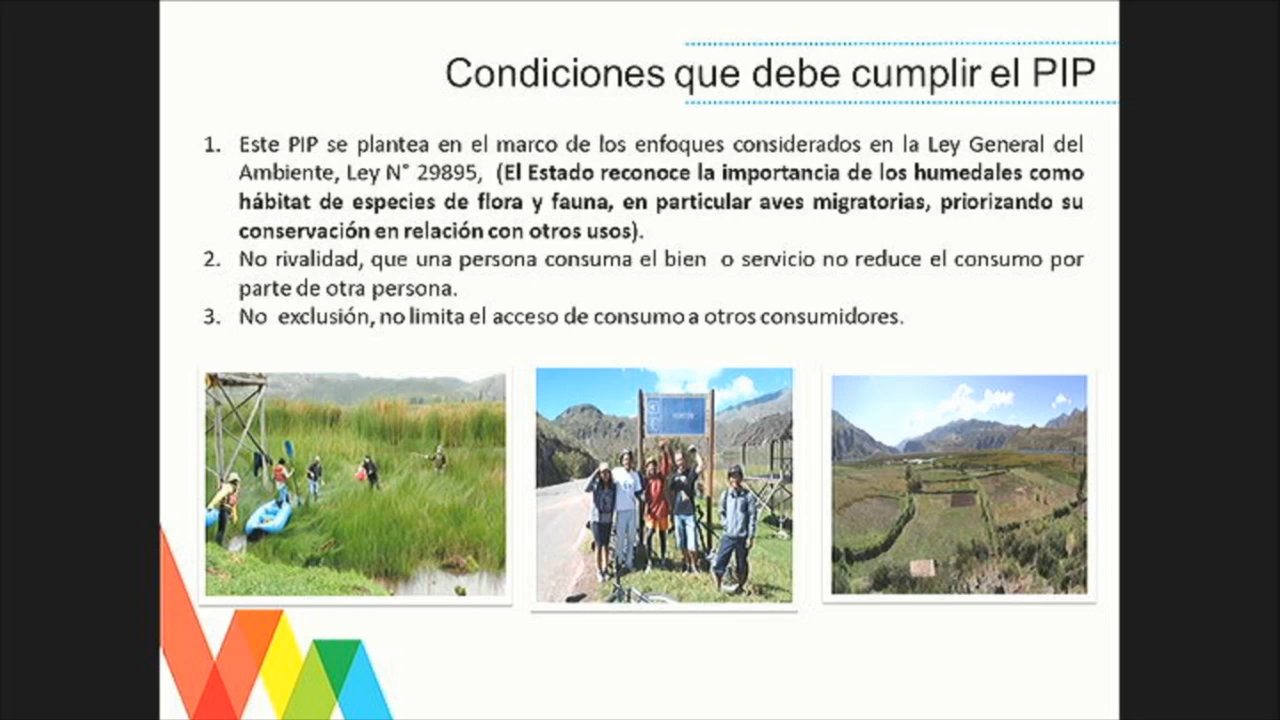 Condiciones que debe cumplir el PIP
1. Este PIP se plantea en el marco de los enfoques considerados en la Ley General del
Ambiente, Ley N° 29895, (El Estado reconoce la importancia de los humedales como
hábitat de especies de flora y fauna, en particular aves migratorias, priorizando su
conservación en relación con otros usos).
2. No rivalidad, que una persona consuma el bien o servicio no reduce el consumo por
parte de otra persona.
3. No exclusión, no limita el acceso de consumo a otros consumidores.